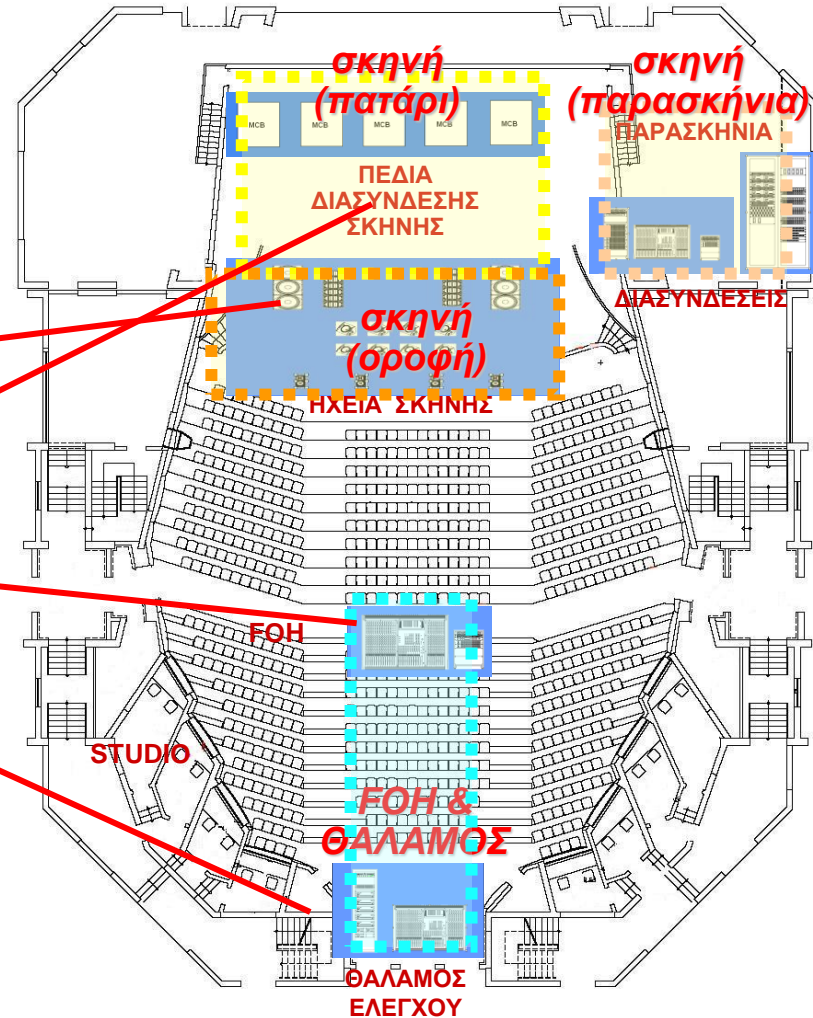 σκηνή
(πατάρι)
σκηνή
(παρασκήνια)
ΠΑΡΑΣΚΗΝΙΑ
MCB MCB MCB MCB MCB
ΠΕΔΙΑ
ΔΙΑΣΥΝΔΕΣΗΣ
ΣΚΗΝΗΣ
ΔΙΑΣΥΝΔΕΣΕΙΣ
σκηνή
(οροφή)
ΗΧΕΙΑ ΣΚΗΝΗΣ
FOH
STUDIO
FOH &
ΘΑΛΑΜΟΣ
ΘΑΛΑΜΟΣ
ΕΛΕΓΧΟΥ